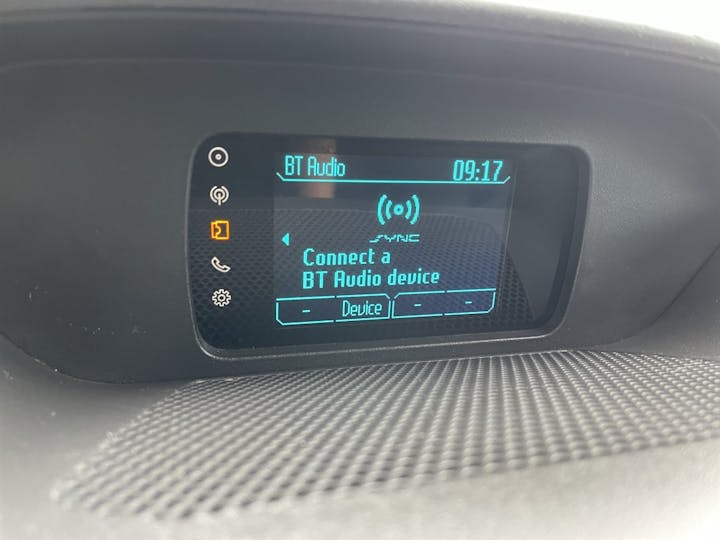 BT Audio 09:17
SYNC
Connect a
BT Audio device
- Device - -